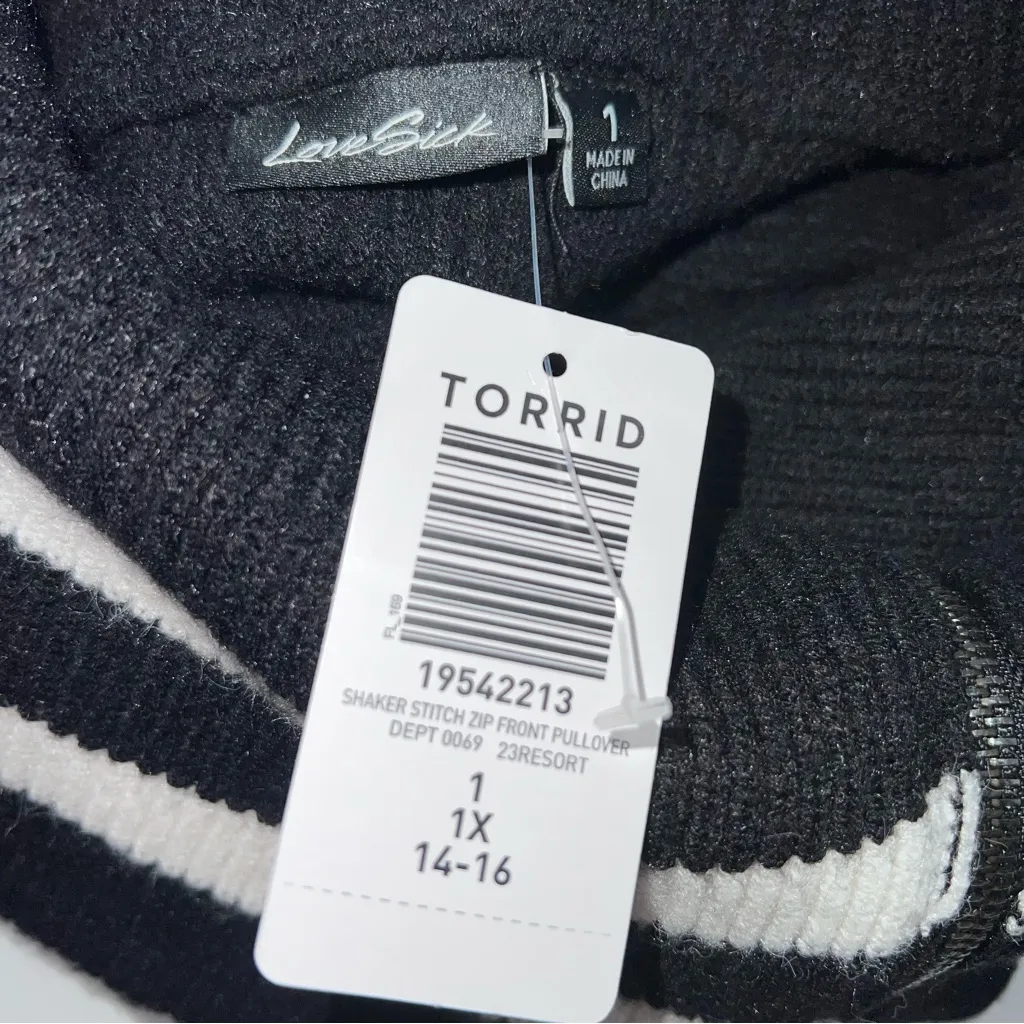 LoveSick
1
MADE IN
CHINA
TORRID
FL_169
19542213
SHAKER STITCH ZIP FRONT PULLOVER
DEPT 0069 23RESORT
1
1X
14-16